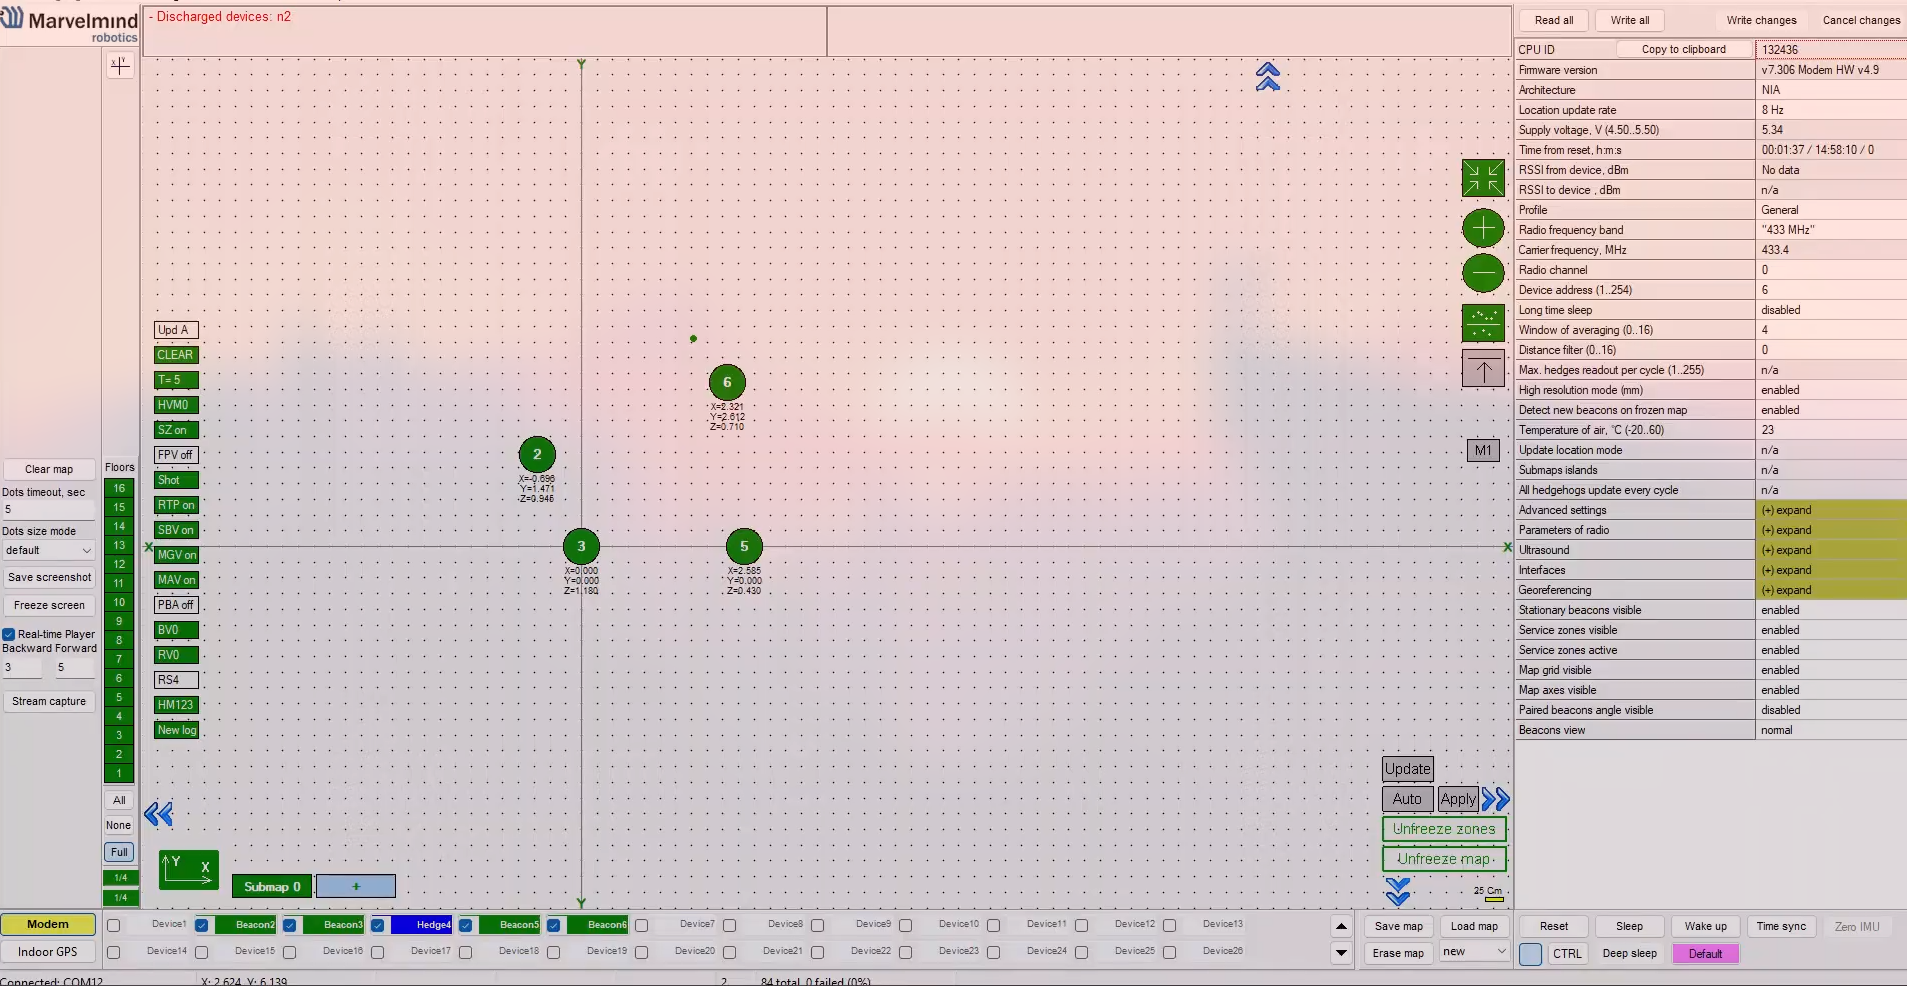 Marvelmind
robotics
- Discharged devices: n2
Read all
Write all
Write changes
Cancel changes
CPU ID
Copy to clipboard
132436
Firmware version
v7.306 Modem HW v4.9
Architecture
NIA
Location update rate
8 Hz
Supply voltage, V (4.50..5.50)
5.34
Time from reset, h:m:s
00:01:37 / 14:58:10 / 0
RSSI from device, dBm
No data
RSSI to device , dBm
n/a
Profile
General
Radio frequency band
"433 MHz"
Carrier frequency, MHz
433.4
Radio channel
0
Device address (1..254)
6
Long time sleep
disabled
Window of averaging (0..16)
4
Distance filter (0..16)
0
Max. hedges readout per cycle (1..255)
n/a
High resolution mode (mm)
enabled
Detect new beacons on frozen map
enabled
Temperature of air, °C (-20..60)
23
Update location mode
n/a
Submaps islands
n/a
All hedgehogs update every cycle
n/a
Advanced settings
(+) expand
Parameters of radio
(+) expand
Ultrasound
(+) expand
Interfaces
(+) expand
Georeferencing
(+) expand
Stationary beacons visible
enabled
Service zones visible
enabled
Service zones active
enabled
Map grid visible
enabled
Map axes visible
enabled
Paired beacons angle visible
disabled
Beacons view
normal
X Y
Y
Upd A
CLEAR
T= 5
HVM0
SZ on
FPV off
Shot
RTP on
SBV on
MGV on
MAV on
PBA off
BV0
RV0
RS4
HM123
New log
6
X=2.321
Y=2.612
Z=0.710
2
X=-0.696
Y=1.471
Z=0.945
3
X=0.000
Y=0.000
Z=1.180
5
X=2.585
Y=0.000
Z=0.430
X
X
M1
Clear map
Dots timeout, sec
5
Dots size mode
default
Save screenshot
Freeze screen
Real-time Player
Backward Forward
3
5
Stream capture
Floors
16
15
14
13
12
11
10
9
8
7
6
5
4
3
2
1
All
None
Full
1/4
1/4
Update
Auto
Apply
Unfreeze zones
Unfreeze map
25 Cm
Y X
Submap 0
+
Y
Modem
Indoor GPS
Device1
Beacon2
Beacon3
Hedge4
Beacon5
Beacon6
Device7
Device8
Device9
Device10
Device11
Device12
Device13
Device14
Device15
Device16
Device17
Device18
Device19
Device20
Device21
Device22
Device23
Device24
Device25
Device26
Save map
Load map
Erase map
new
Reset
Sleep
Wake up
Time sync
Zero IMU
CTRL
Deep sleep
Default
Connected: COM12
X: 2.624 Y: 6.139
2.
84 total, 0 failed (0%)